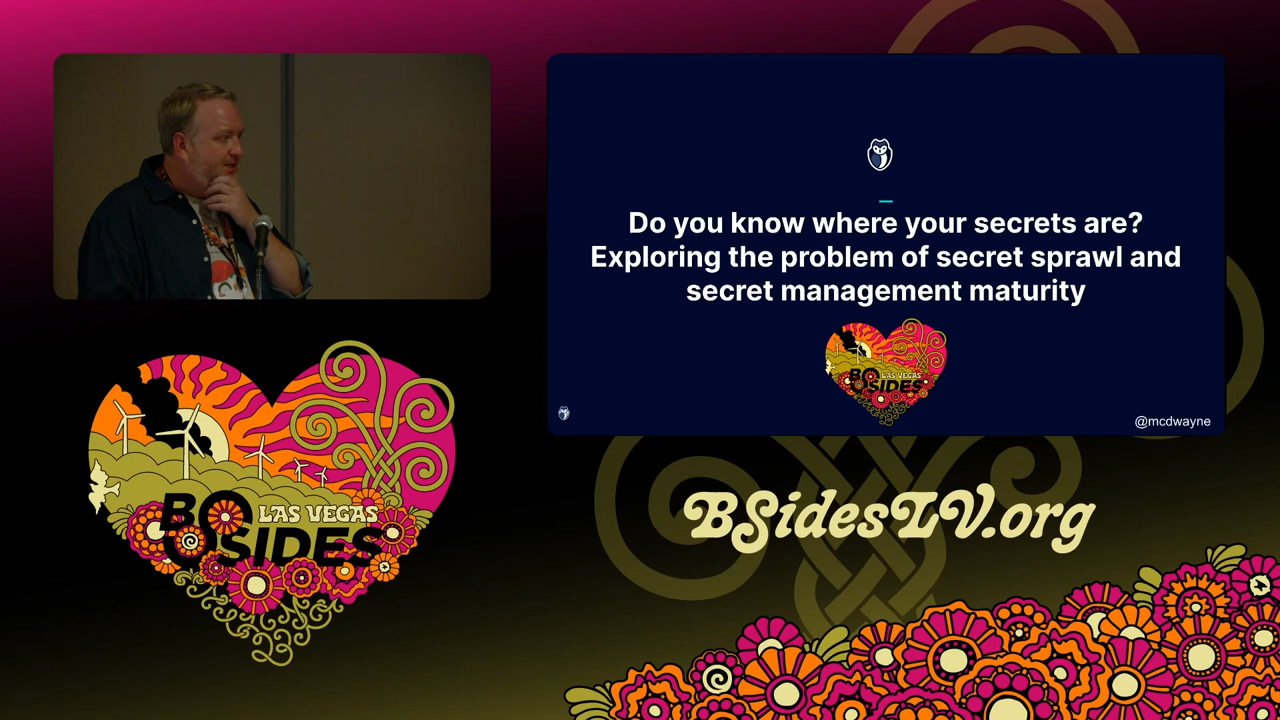 Do you know where your secrets are?
Exploring the problem of secret sprawl and
secret management maturity
LAS VEGAS
BSIDES
@mcdwayne
LAS VEGAS
BSIDES
BSidesLV.org